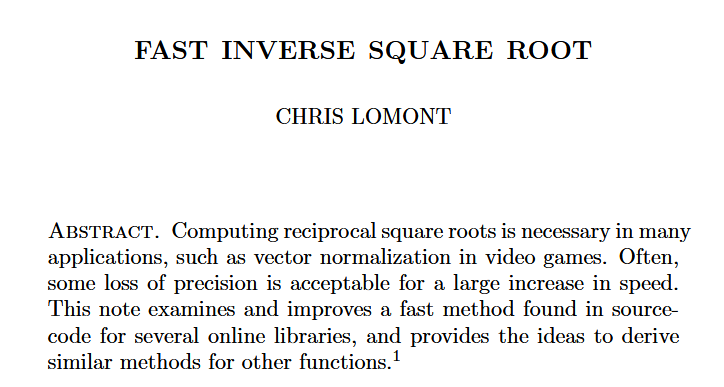 FAST INVERSE SQUARE ROOT
CHRIS LOMONT
ABSTRACT. Computing reciprocal square roots is necessary in many
applications, such as vector normalization in video games. Often,
some loss of precision is acceptable for a large increase in speed.
This note examines and improves a fast method found in source-
code for several online libraries, and provides the ideas to derive
similar methods for other functions.¹